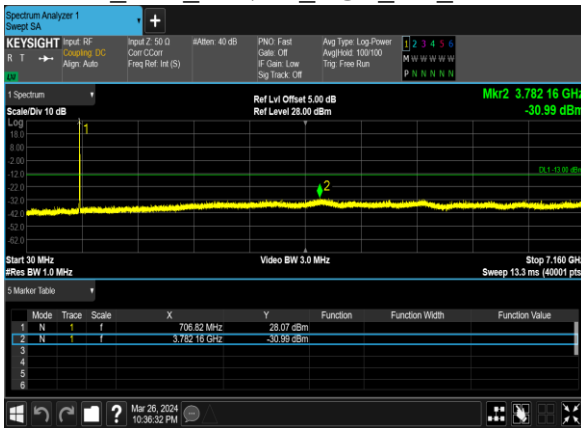 Spectrum Analyzer 1
Swept SA
KEYSIGHT
R T
LV
Input: RF
Coupling: DC
Align: Auto
Input Z: 50 Ω
Corr CCorr
Freq Ref: Int (S)
#Atten: 40 dB
PNO: Fast
Gate: Off
IF Gain: Low
Sig Track: Off
Avg Type: Log-Power
Avg|Hold: 100/100
Trig: Free Run
1 2 3 4 5 6
M W W W W W
P N N N N N
1 Spectrum
Scale/Div 10 dB
Ref Lvl Offset 5.00 dB
Ref Level 28.00 dBm
Mkr2 3.782 16 GHz
-30.99 dBm
Log
18.0
8.00
-2.00
-12.0
-22.0
-32.0
-42.0
-52.0
-62.0
1
2
DL1 -13.00 dBm
Start 30 MHz
#Res BW 1.0 MHz
Video BW 3.0 MHz
Stop 7.160 GHz
Sweep 13.3 ms (40001 pts)
5 Marker Table
Mode Trace Scale X Y Function Function Width Function Value
1 N 1 f 706.82 MHz 28.07 dBm
2 N 1 f 3.782 16 GHz -30.99 dBm
3
4
5
6
?
Mar 26, 2024
10:36:32 PM